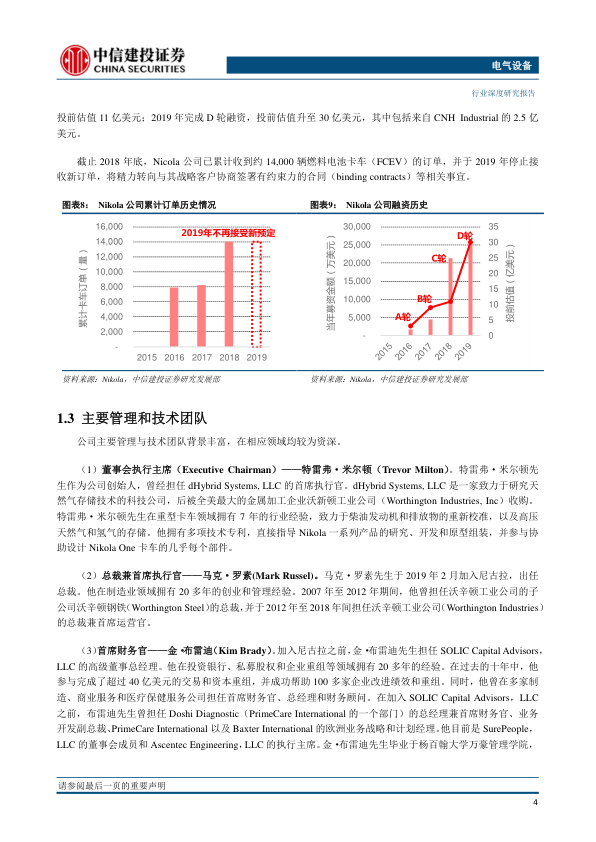 中信建投证券
CHINA SECURITIES
电气设备
行业深度研究报告
投前估值 11 亿美元；2019 年完成 D 轮融资，投前估值升至 30 亿美元，其中包括来自 CNH Industrial 的 2.5 亿
美元。
截止 2018 年底，Nicola 公司已累计收到约 14,000 辆燃料电池卡车（FCEV）的订单，并于 2019 年停止接
收新订单，将精力转向与其战略客户协商签署有约束力的合同（binding contracts）等相关事宜。
图表8： Nikola 公司累计订单历史情况
16,000
14,000
12,000
10,000
8,000
6,000
4,000
2,000
-
累计卡车订单（量）
2019年不再接受新预定
2015 2016 2017 2018 2019
资料来源：Nikola，中信建投证券研究发展部
图表9： Nikola 公司融资历史
30,000
25,000
20,000
15,000
10,000
5,000
-
当年募资金额（万美元）
A轮
B轮
C轮
D轮
35
30
25
20
15
10
5
0
投前估值（亿美元）
2015 2016 2017 2018 2019
资料来源：Nikola，中信建投证券研究发展部
1.3 主要管理和技术团队
公司主要管理与技术团队背景丰富，在相应领域均较为资深。
（1）董事会执行主席（Executive Chairman）——特雷弗·米尔顿（Trevor Milton）。特雷弗·米尔顿先
生作为公司创始人，曾经担任 dHybrid Systems, LLC 的首席执行官。dHybrid Systems, LLC 是一家致力于研究天
然气存储技术的科技公司，后被全美最大的金属加工企业沃新顿工业公司（Worthington Industries, Inc）收购。
特雷弗·米尔顿先生在重型卡车领域拥有 7 年的行业经验，致力于柴油发动机和排放物的重新校准，以及高压
天然气和氢气的存储。他拥有多项技术专利，直接指导 Nikola 一系列产品的研究、开发和原型组装，并参与协
助设计 Nikola One 卡车的几乎每个部件。
（2）总裁兼首席执行官——马克·罗素(Mark Russel)。马克·罗素先生于 2019 年 2 月加入尼古拉，出任
总裁。他在制造业领域拥有 20 多年的创业和管理经验。2007 年至 2012 年期间，他曾担任沃辛顿工业公司的子
公司沃辛顿钢铁（Worthington Steel）的总裁，并于 2012 年至 2018 年间担任沃辛顿工业公司（Worthington Industries）
的总裁兼首席运营官。
（3）首席财务官——金·布雷迪（Kim Brady）。加入尼古拉之前，金·布雷迪先生担任 SOLIC Capital Advisors，
LLC 的高级董事总经理。他在投资银行、私募股权和企业重组等领域拥有 20 多年的经验。在过去的十年中，他
参与完成了超过 40 亿美元的交易和资本重组，并成功帮助 100 多家企业改进绩效和重组。同时，他曾在多家制
造、商业服务和医疗保健服务公司担任首席财务官、总经理和财务顾问。在加入 SOLIC Capital Advisors，LLC
之前，布雷迪先生曾担任 Doshi Diagnostic（PrimeCare International 的一个部门）的总经理兼首席财务官、业务
开发副总裁、PrimeCare International 以及 Baxter International 的欧洲业务战略和计划经理。他目前是 SurePeople，
LLC 的董事会成员和 Ascentec Engineering，LLC 的执行主席。金·布雷迪先生毕业于杨百翰大学万豪管理学院，
请参阅最后一页的重要声明
4